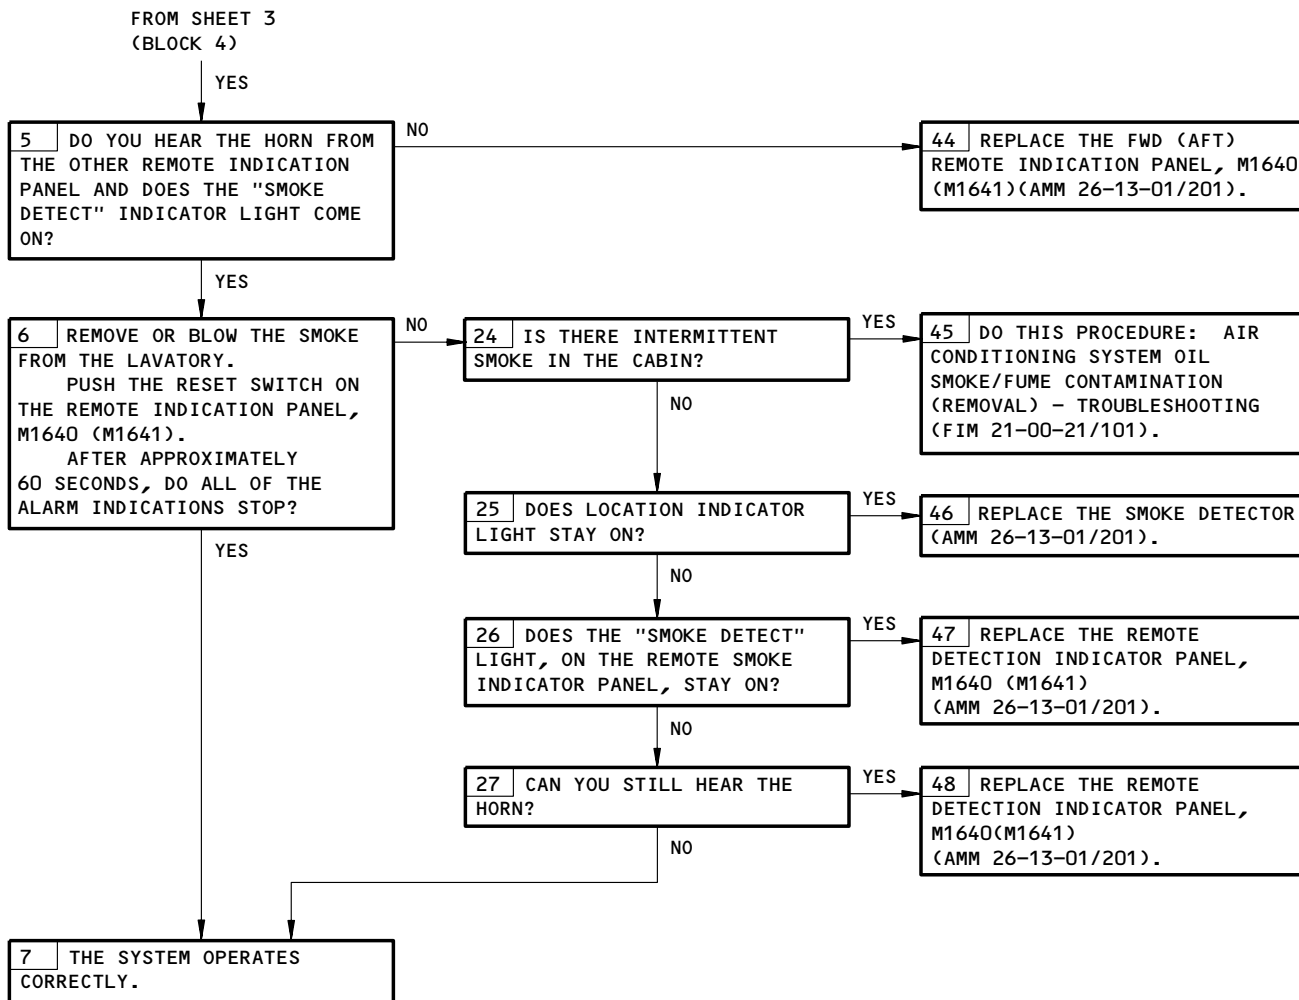 FROM SHEET 3
(BLOCK 4)
YES
5 DO YOU HEAR THE HORN FROM
THE OTHER REMOTE INDICATION
PANEL AND DOES THE "SMOKE
DETECT" INDICATOR LIGHT COME
ON?
NO
44 REPLACE THE FWD (AFT)
REMOTE INDICATION PANEL, M1640
(M1641)(AMM 26-13-01/201).
YES
6 REMOVE OR BLOW THE SMOKE
FROM THE LAVATORY.
PUSH THE RESET SWITCH ON
THE REMOTE INDICATION PANEL,
M1640 (M1641).
AFTER APPROXIMATELY
60 SECONDS, DO ALL OF THE
ALARM INDICATIONS STOP?
NO
24 IS THERE INTERMITTENT
SMOKE IN THE CABIN?
YES
45 DO THIS PROCEDURE: AIR
CONDITIONING SYSTEM OIL
SMOKE/FUME CONTAMINATION
(REMOVAL) - TROUBLESHOOTING
(FIM 21-00-21/101).
NO
25 DOES LOCATION INDICATOR
LIGHT STAY ON?
YES
46 REPLACE THE SMOKE DETECTOR
(AMM 26-13-01/201).
YES
NO
26 DOES THE "SMOKE DETECT"
LIGHT, ON THE REMOTE SMOKE
INDICATOR PANEL, STAY ON?
YES
47 REPLACE THE REMOTE
DETECTION INDICATOR PANEL,
M1640 (M1641)
(AMM 26-13-01/201).
NO
27 CAN YOU STILL HEAR THE
HORN?
YES
48 REPLACE THE REMOTE
DETECTION INDICATOR PANEL,
M1640(M1641)
(AMM 26-13-01/201).
NO
7 THE SYSTEM OPERATES
CORRECTLY.